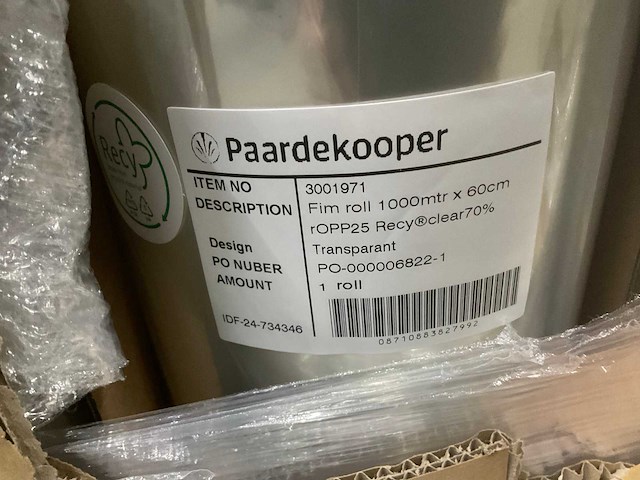 Recy
Paardekooper
ITEM NO 3001971
DESCRIPTION Fim roll 1000mtr x 60cm
rOPP25 Recy®clear70%
Design Transparant
PO NUBER PO-000006822-1
AMOUNT 1 roll
IDF-24-734346
08710883827992